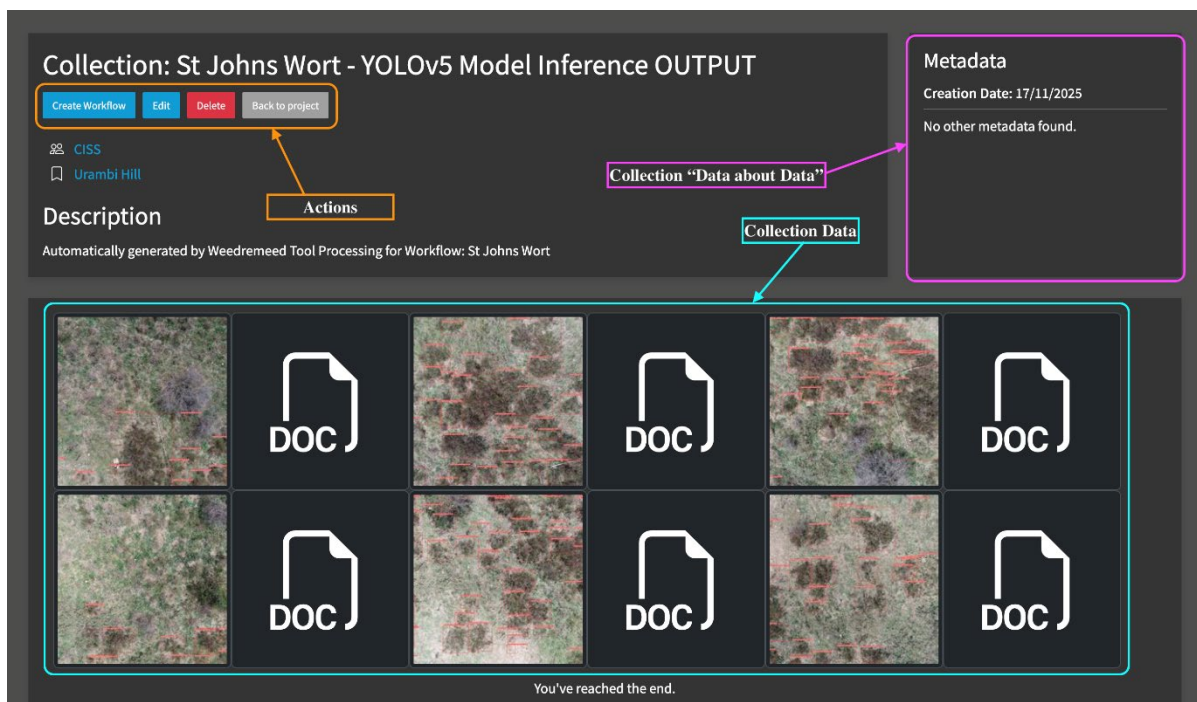 Collection: St Johns Wort - YOLOv5 Model Inference OUTPUT
Create Workflow Edit Delete Back to project
CISS
Urambi Hill
Actions
Description
Automatically generated by Weedremeed Tool Processing for Workflow: St Johns Wort
Metadata
Creation Date: 17/11/2025
No other metadata found.
Collection “Data about Data”
Collection Data
DOC DOC DOC
DOC DOC DOC
You've reached the end.